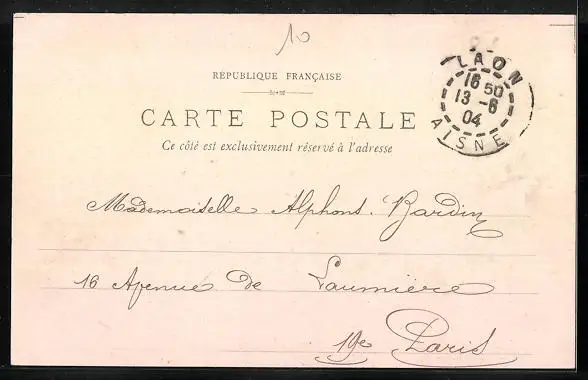 10
RÉPUBLIQUE FRANÇAISE
CARTE POSTALE
Ce côté est exclusivement réservé à l'adresse
LAON
16 50
13 -6
04
AISNE
Mademoiselle Alphons. Bardin
16 Avenue de Laumière
19e Paris